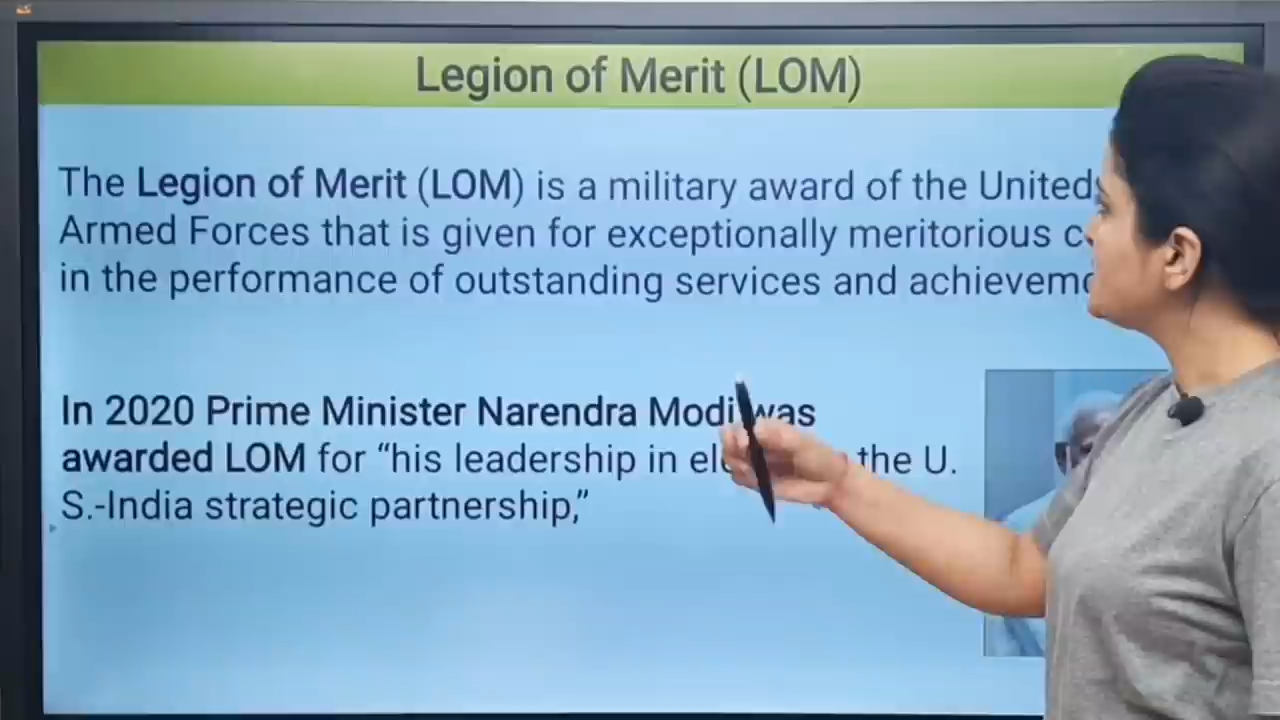 Legion of Merit (LOM)
The Legion of Merit (LOM) is a military award of the United
Armed Forces that is given for exceptionally meritorious
in the performance of outstanding services and
In 2020 Prime Minister Narendra Modi was
awarded LOM for “his leadership in the U.
S.-India strategic partnership,”